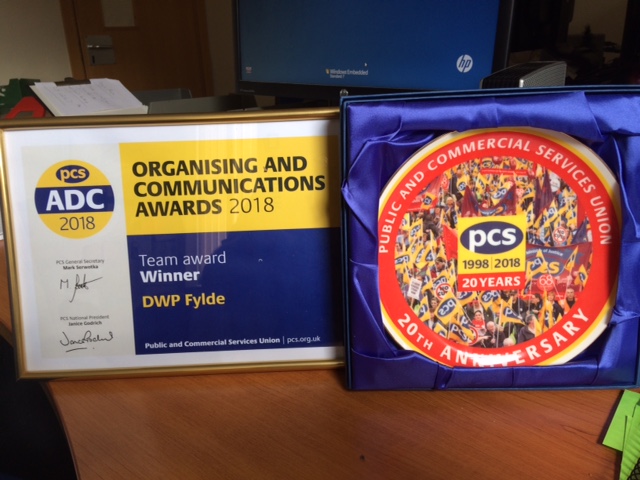 pcs
ADC
2018
PCS General Secretary
Mark Serwotka
PCS National President
Janice Godrich
ORGANISING AND
COMMUNICATIONS
AWARDS 2018
Team award
Winner
DWP Fylde
Public and Commercial Services Union | pcs.org.uk
Windows Embedded
hp
PUBLIC AND COMMERCIAL SERVICES UNION
pcs
1998 2018
20 YEARS
20TH ANNIVERSARY